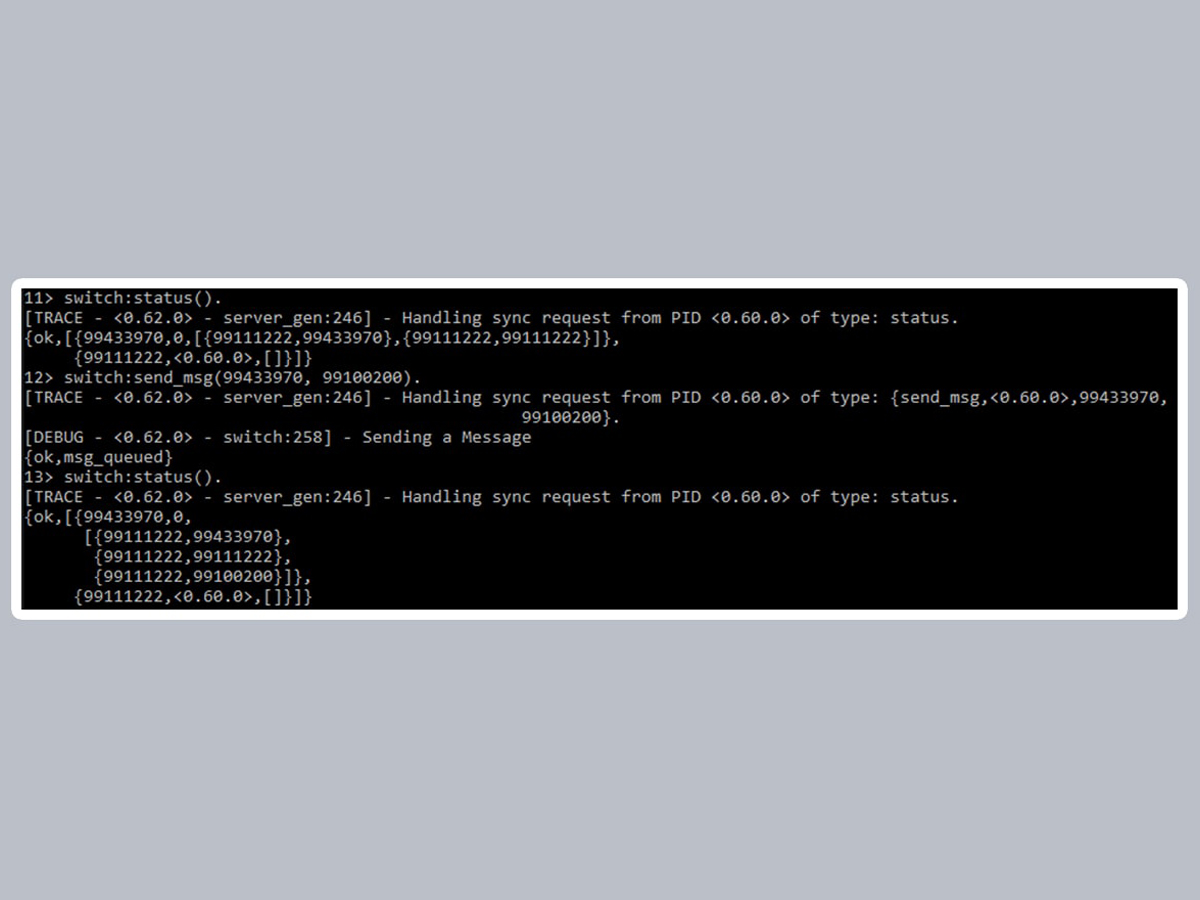 11> switch:status().
[TRACE - <0.62.0> - server_gen:246] - Handling sync request from PID <0.60.0> of type: status.
{ok,[{99433970,0,[{99111222,99433970},{99111222,99111222}]},
     {99111222,<0.60.0>,[]}]}
12> switch:send_msg(99433970, 99100200).
[TRACE - <0.62.0> - server_gen:246] - Handling sync request from PID <0.60.0> of type: {send_msg,<0.60.0>,99433970,
                                                  99100200}.
[DEBUG - <0.62.0> - switch:258] - Sending a Message
{ok,msg_queued}
13> switch:status().
[TRACE - <0.62.0> - server_gen:246] - Handling sync request from PID <0.60.0> of type: status.
{ok,[{99433970,0,
      [{99111222,99433970},
       {99111222,99111222},
       {99111222,99100200}]},
     {99111222,<0.60.0>,[]}]}